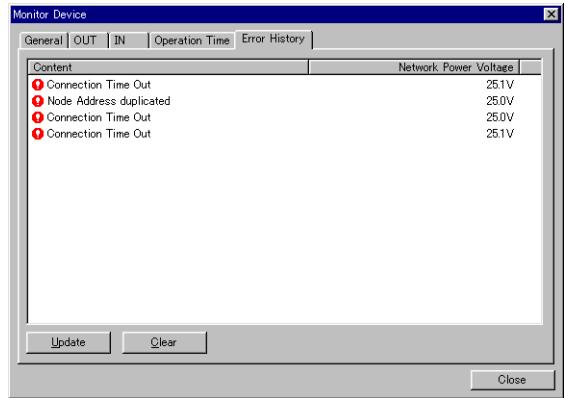 Monitor Device
General OUT IN Operation Time Error History
Content Network Power Voltage
Connection Time Out 25.1V
Node Address duplicated 25.0V
Connection Time Out 25.0V
Connection Time Out 25.1V
Update Clear
Close